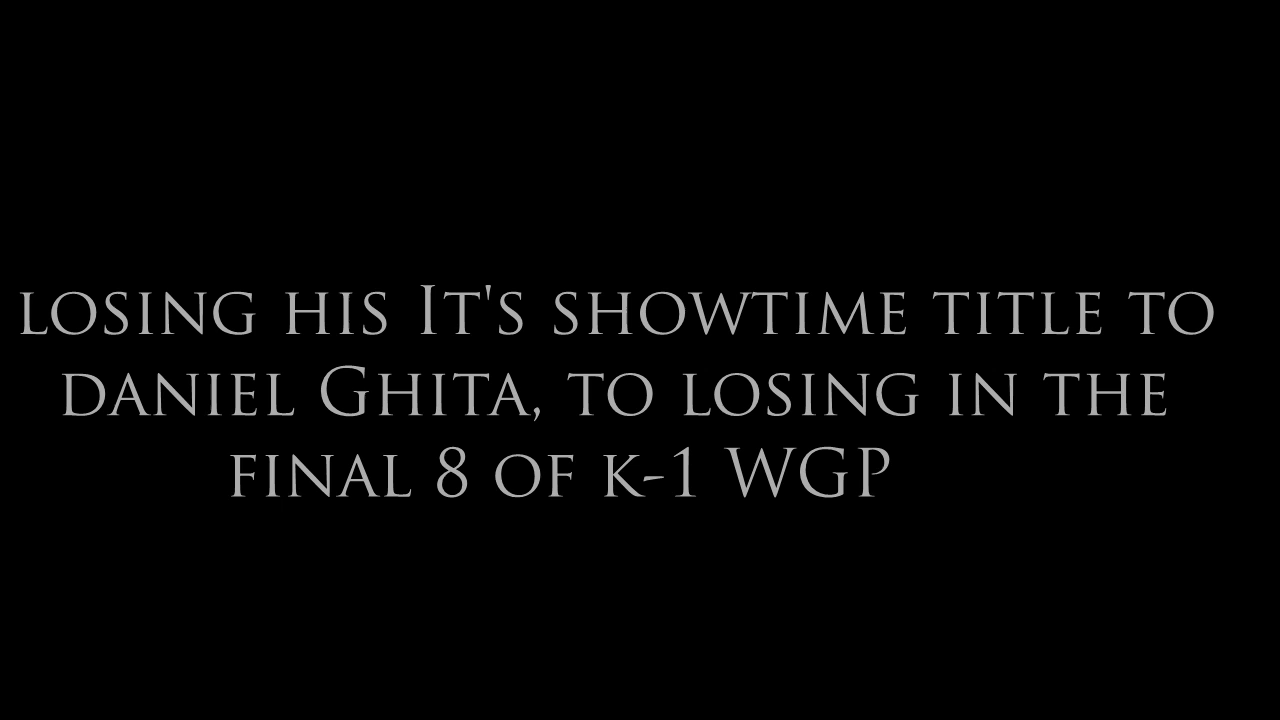 losing his It's showtime title to
daniel Ghita, to losing in the
final 8 of k-1 WGP